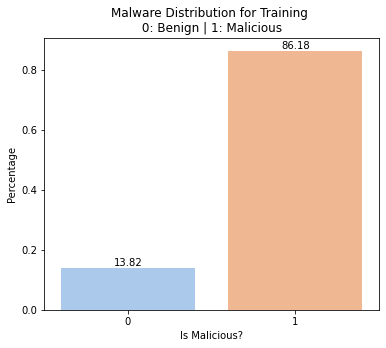 Malware Distribution for Training
0: Benign | 1: Malicious
86.18
0.8
0.6
Percentage
0.4
0.2
13.82
0.0
0 1
Is Malicious?